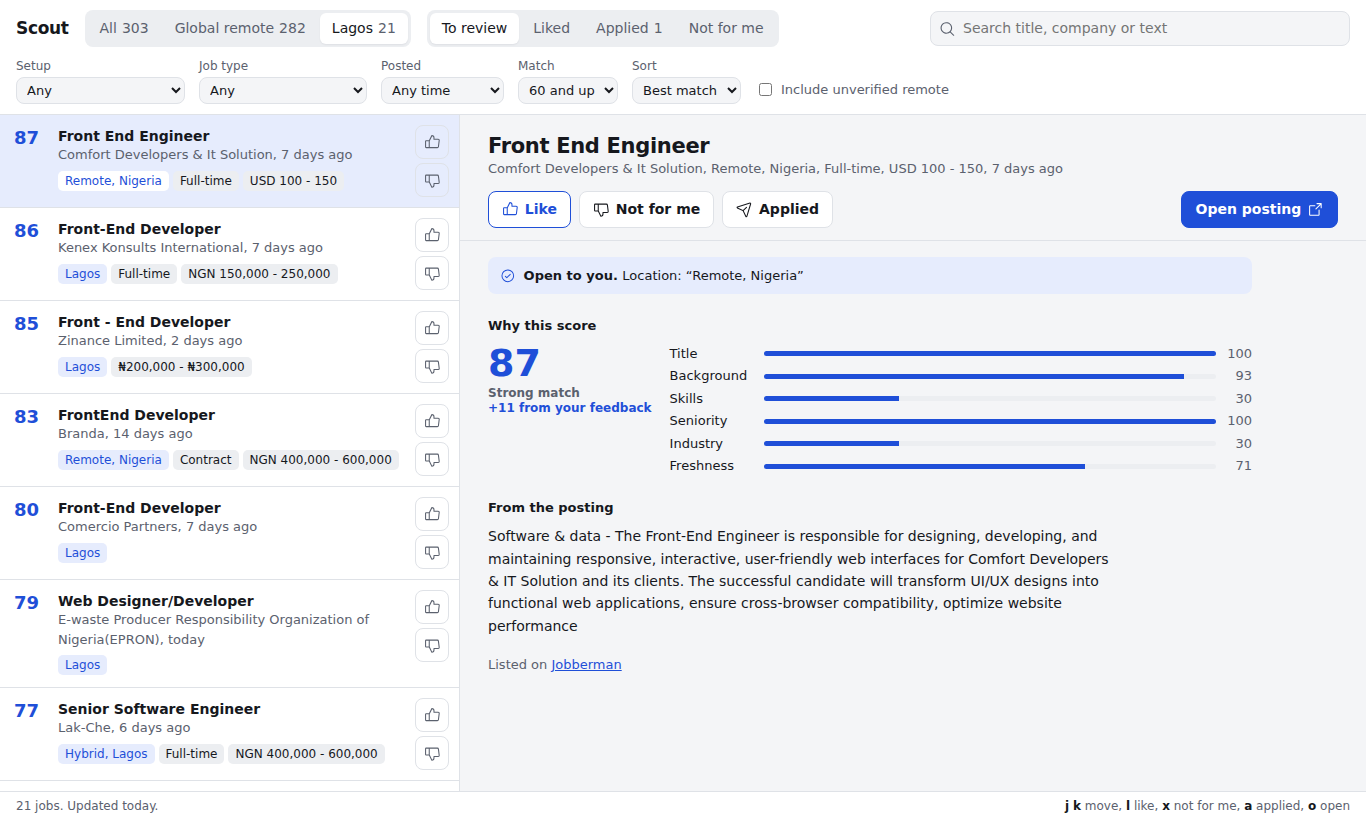 Scout
All 303
Global remote 282
Lagos 21
To review
Liked
Applied 1
Not for me
Search title, company or text
Setup
Any
Job type
Any
Posted
Any time
Match
60 and up
Sort
Best match
Include unverified remote
87
Front End Engineer
Comfort Developers & It Solution, 7 days ago
Remote, Nigeria
Full-time
USD 100 - 150
86
Front-End Developer
Kenex Konsults International, 7 days ago
Lagos
Full-time
NGN 150,000 - 250,000
85
Front - End Developer
Zinance Limited, 2 days ago
Lagos
₦200,000 - ₦300,000
83
FrontEnd Developer
Branda, 14 days ago
Remote, Nigeria
Contract
NGN 400,000 - 600,000
80
Front-End Developer
Comercio Partners, 7 days ago
Lagos
79
Web Designer/Developer
E-waste Producer Responsibility Organization of
Nigeria(EPRON), today
Lagos
77
Senior Software Engineer
Lak-Che, 6 days ago
Hybrid, Lagos
Full-time
NGN 400,000 - 600,000
Front End Engineer
Comfort Developers & It Solution, Remote, Nigeria, Full-time, USD 100 - 150, 7 days ago
Like
Not for me
Applied
Open posting
Open to you. Location: “Remote, Nigeria”
Why this score
87
Strong match
+11 from your feedback
Title 100
Background 93
Skills 30
Seniority 100
Industry 30
Freshness 71
From the posting
Software & data - The Front-End Engineer is responsible for designing, developing, and
maintaining responsive, interactive, user-friendly web interfaces for Comfort Developers
& IT Solution and its clients. The successful candidate will transform UI/UX designs into
functional web applications, ensure cross-browser compatibility, optimize website
performance
Listed on Jobberman
21 jobs. Updated today.
j k move, l like, x not for me, a applied, o open